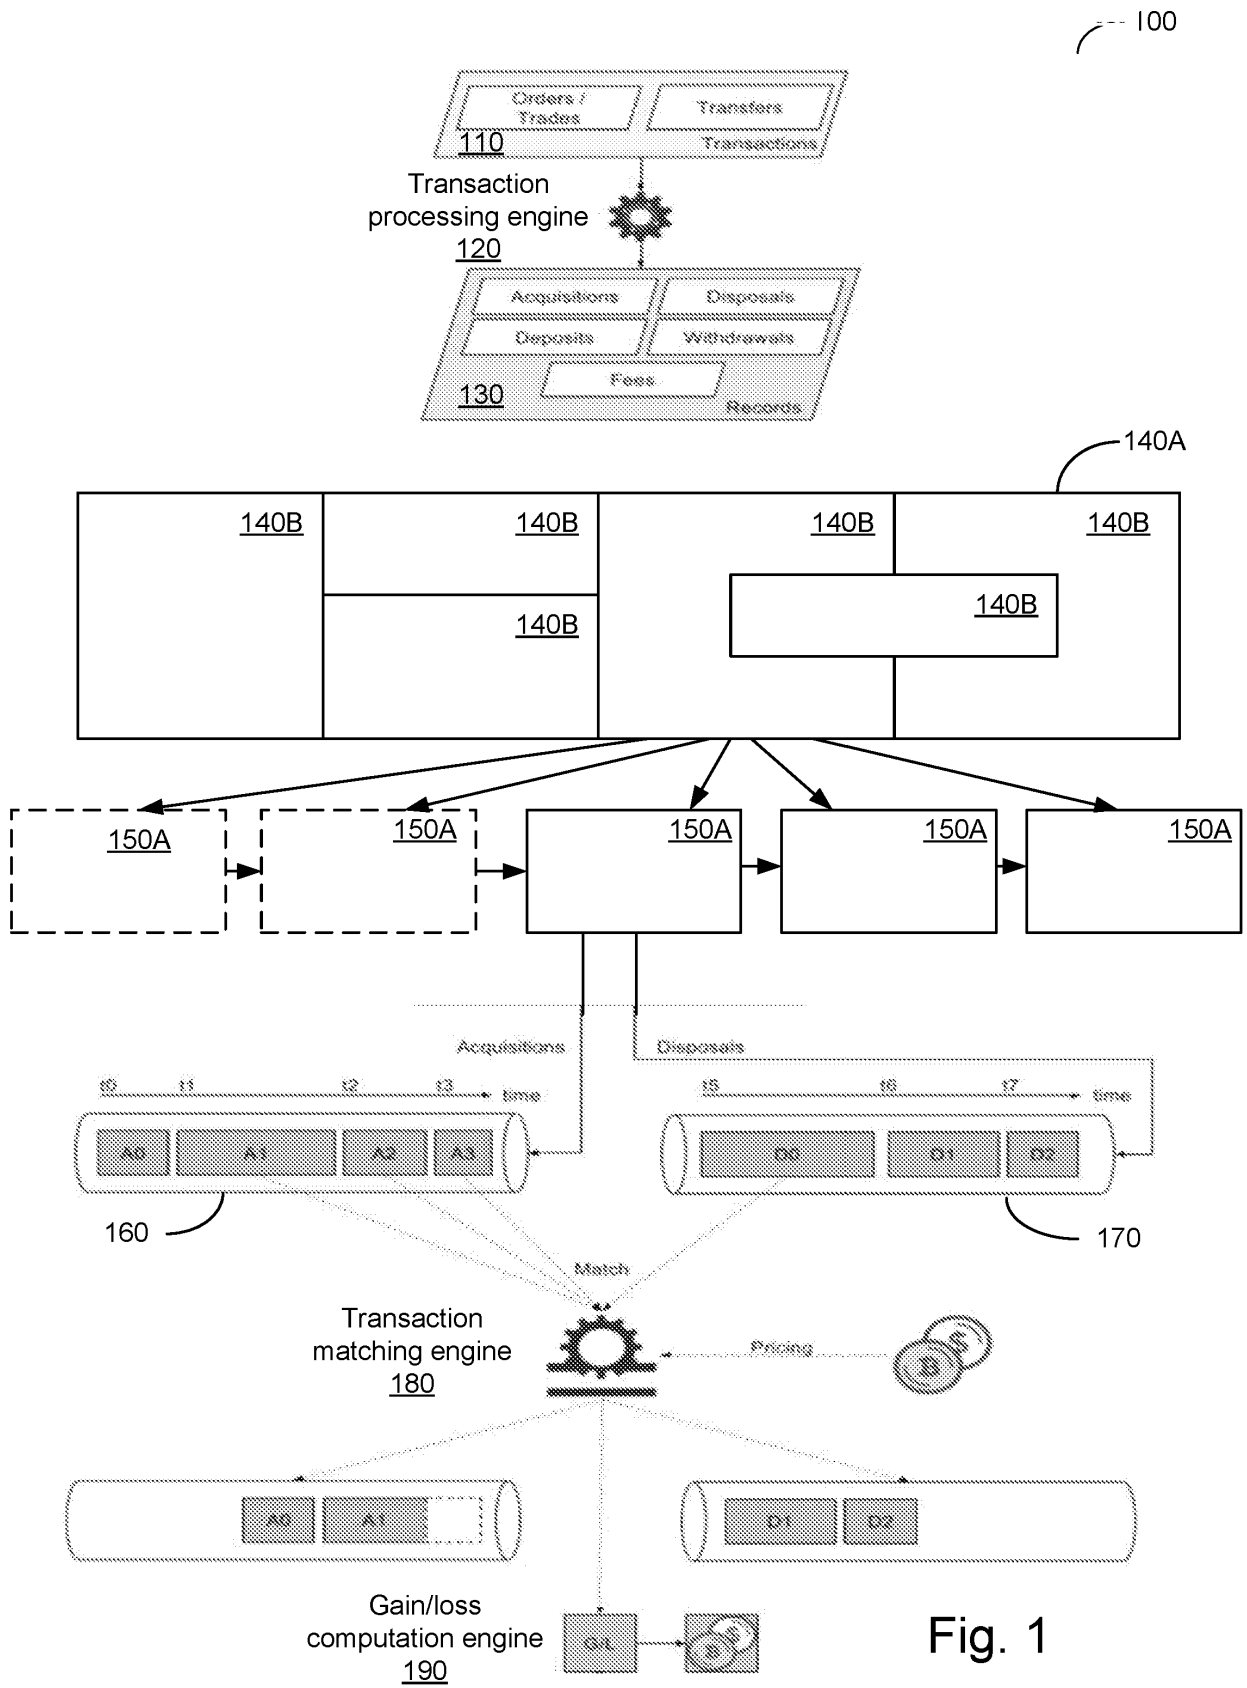 100
Orders /
Trades
Transfers
110
Transactions
Transaction
processing engine
120
Acquisitions
Disposals
Deposits
Withdrawals
Fees
130
Records
140A
140B
140B
140B
140B
140B
140B
150A
150A
150A
150A
150A
Acquisitions
Disposals
t0
t1
t2
t3
time
t5
t6
t7
time
A0
A1
A2
A3
D0
D1
D2
160
170
Match
Transaction
matching engine
180
Pricing
B
$
A0
A1
D1
D2
Gain/loss
computation engine
190
G/L
B
$
Fig. 1